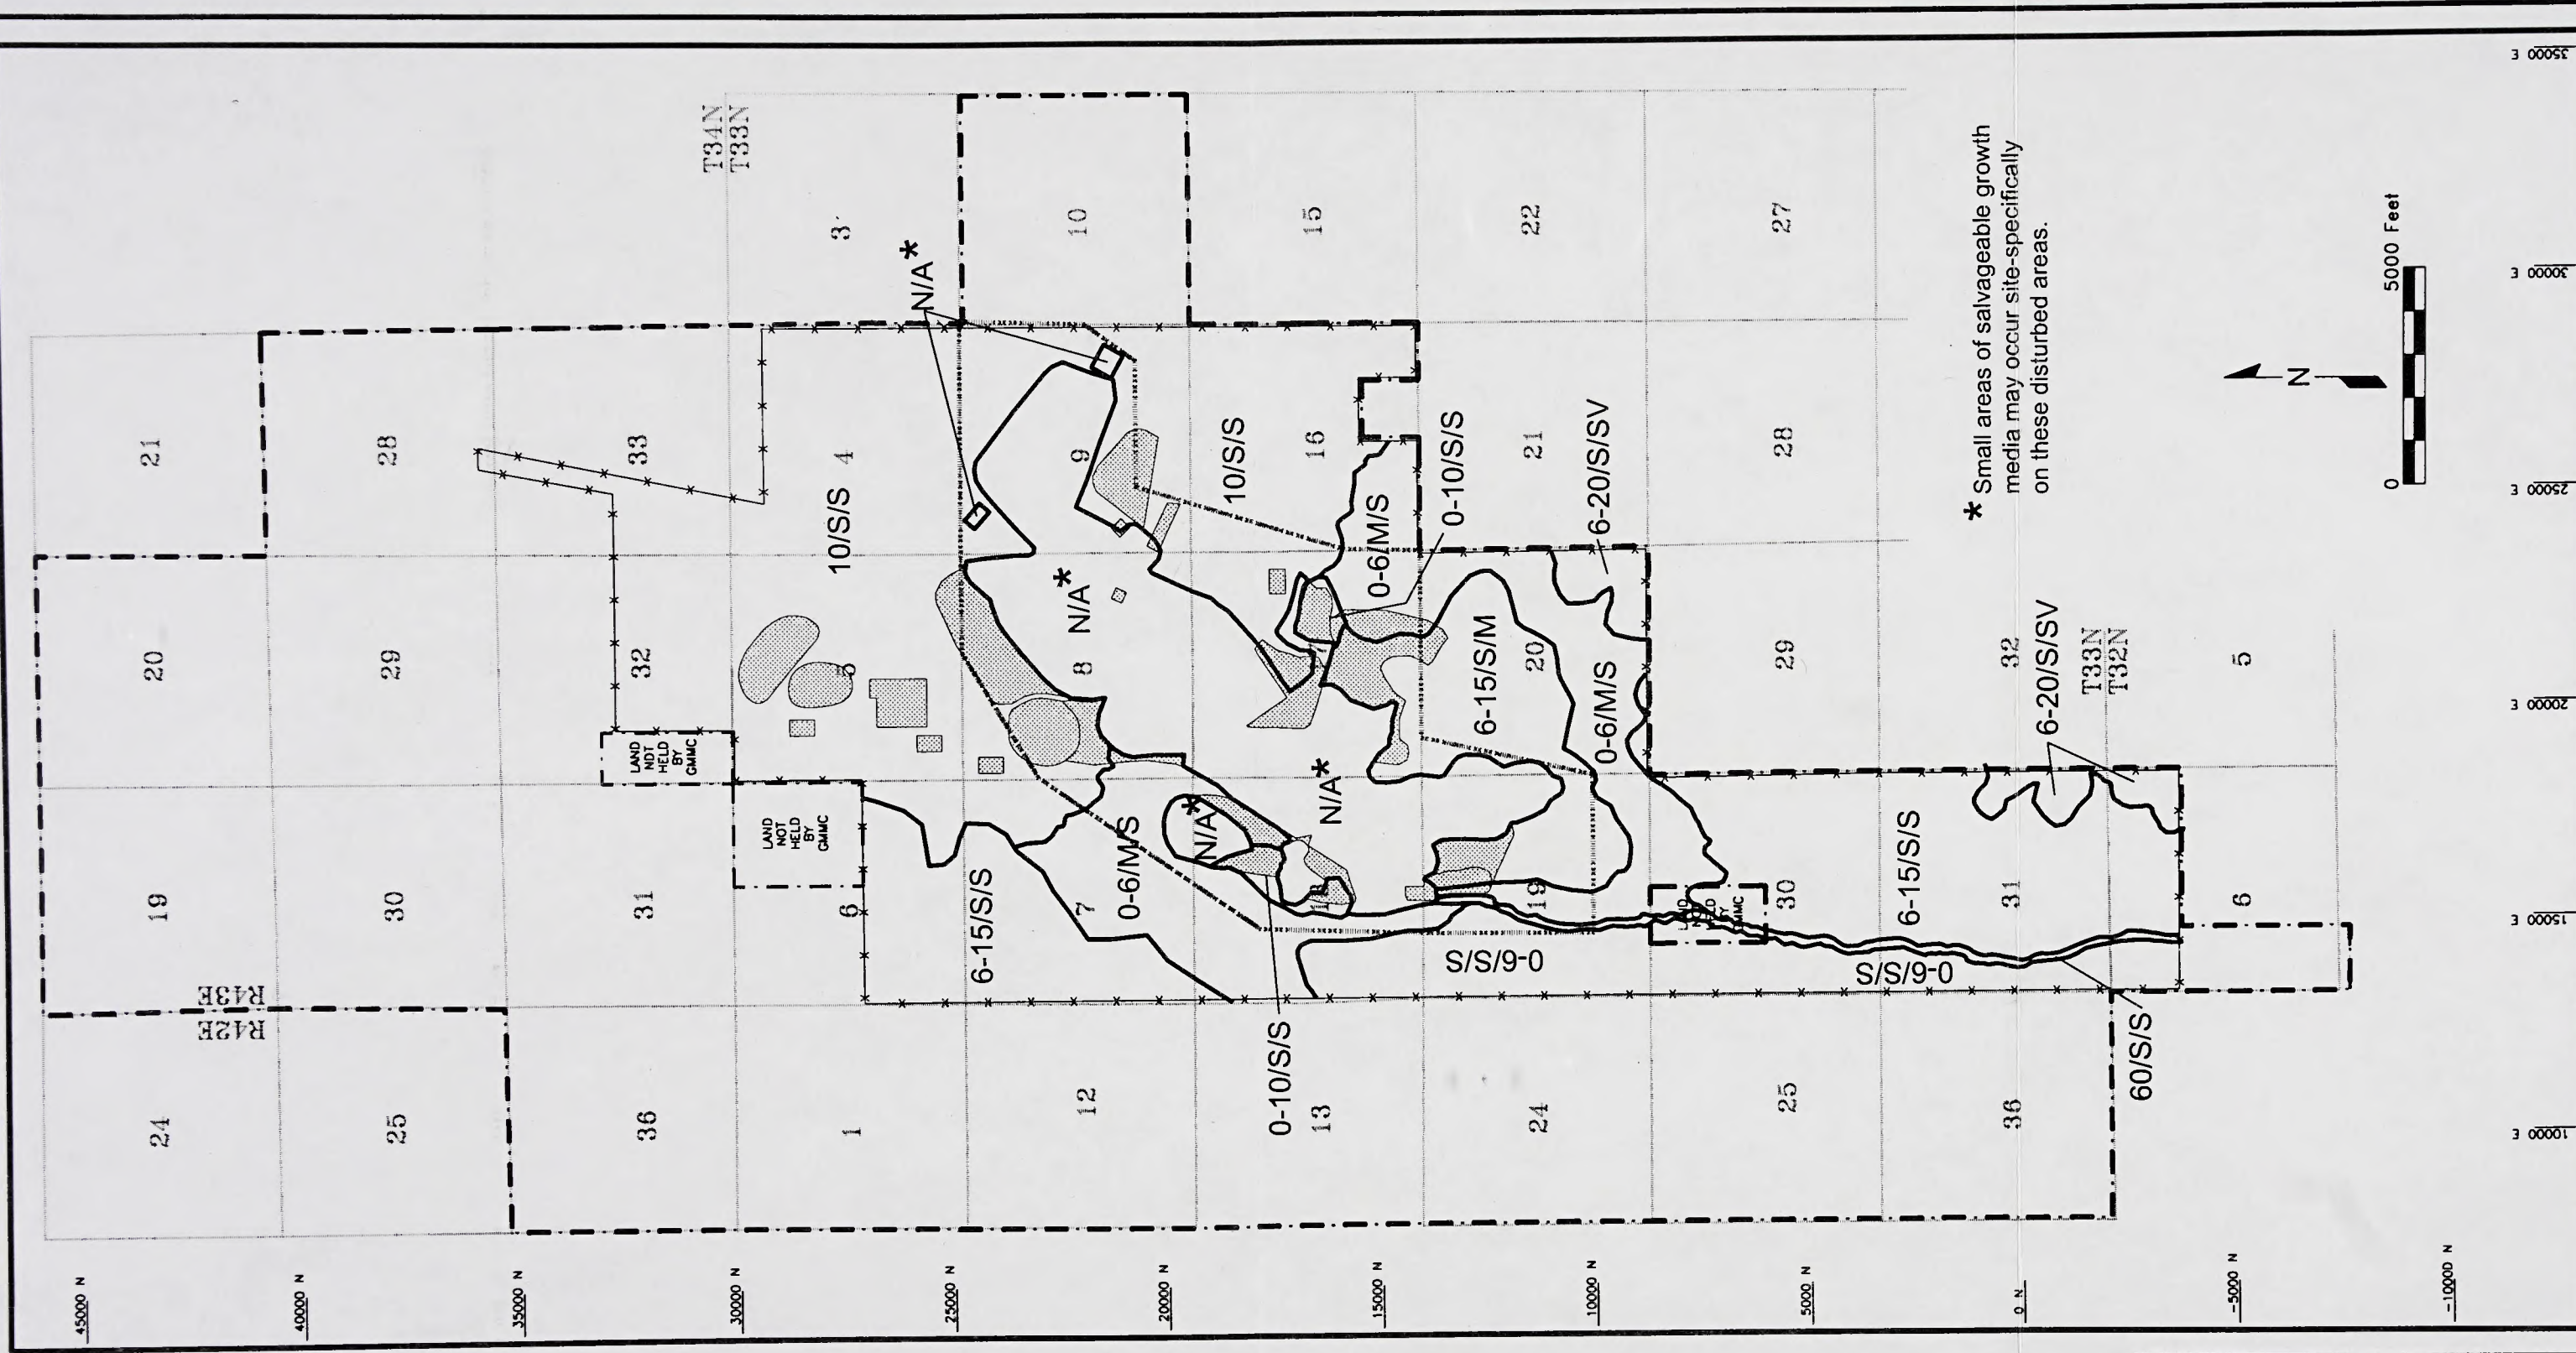 35000 E
30000 E
25000 E
20000 E
15000 E
10000 E
T34N
T33N
3
10
15
22
27
N/A*
21
28
33
4
9
16
21
28
10/S/S
10/S/S
0-6/M/S
0-10/S/S
6-20/S/SV
* Small areas of salvageable growth
media may occur site-specifically
on these disturbed areas.
0
5000 Feet
N
20
29
32
5
8
N/A*
20
29
32
5
6-15/S/M
0-6/M/S
6-20/S/SV
T33N
T32N
LAND
NOT
HELD
BY
GMMC
LAND
NOT
HELD
BY
GMMC
19
30
31
6
7
18
19
30
31
6
6-15/S/S
0-6/M/S
N/A*
N/A*
6-15/S/S
LAND
NOT
HELD
BY
GMMC
0-6/S/S
0-6/S/S
R43E
R42E
24
25
36
1
12
13
24
25
36
0-10/S/S
60/S/S
45000 N
40000 N
35000 N
30000 N
25000 N
20000 N
15000 N
10000 N
5000 N
0 N
-5000 N
-10000 N